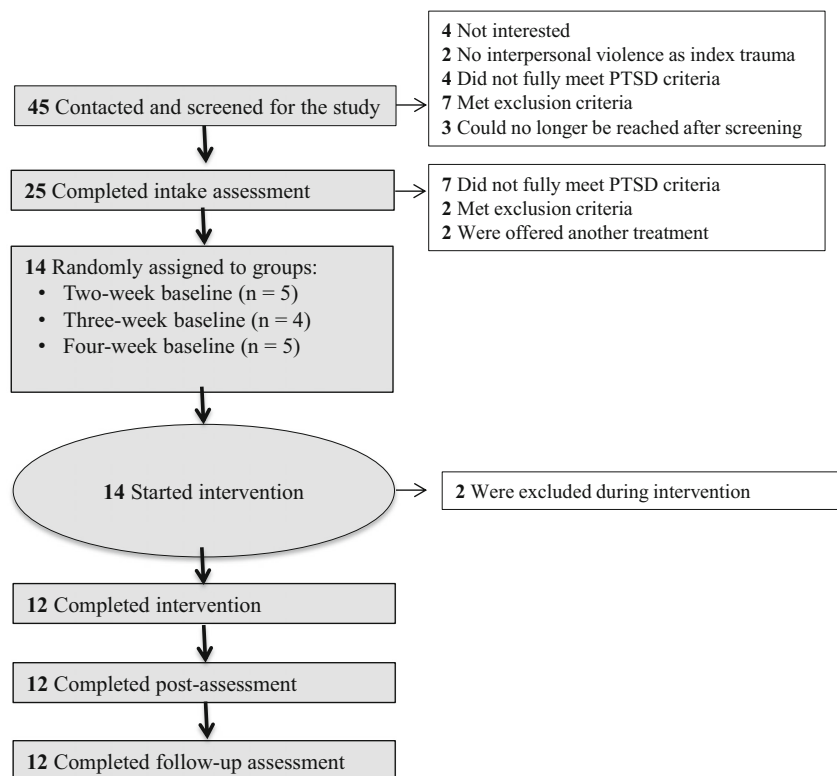 4 Not interested
2 No interpersonal violence as index trauma
4 Did not fully meet PTSD criteria
7 Met exclusion criteria
3 Could no longer be reached after screening
45 Contacted and screened for the study
25 Completed intake assessment
7 Did not fully meet PTSD criteria
2 Met exclusion criteria
2 Were offered another treatment
14 Randomly assigned to groups:
• Two-week baseline (n = 5)
• Three-week baseline (n = 4)
• Four-week baseline (n = 5)
14 Started intervention
2 Were excluded during intervention
12 Completed intervention
12 Completed post-assessment
12 Completed follow-up assessment